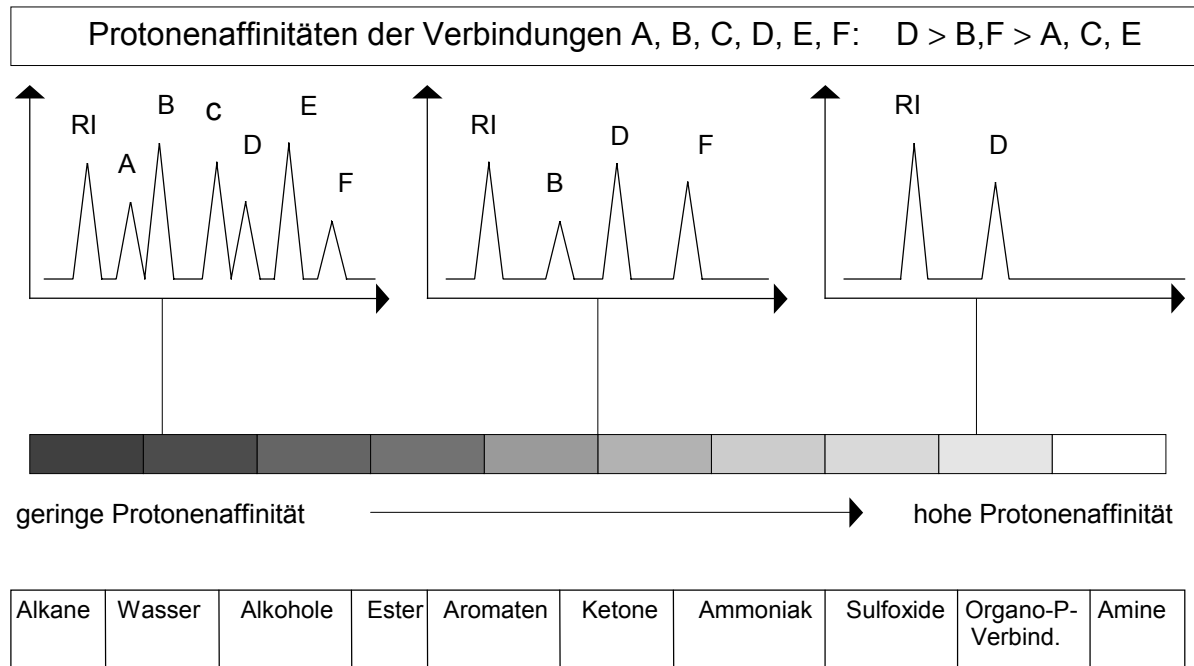 Protonenaffinitäten der Verbindungen A, B, C, D, E, F: D > B,F > A, C, E
RI A B c D E F
RI B D F
RI D
geringe Protonenaffinität hohe Protonenaffinität
Alkane Wasser Alkohole Ester Aromaten Ketone Ammoniak Sulfoxide Organo-P-
Verbind. Amine